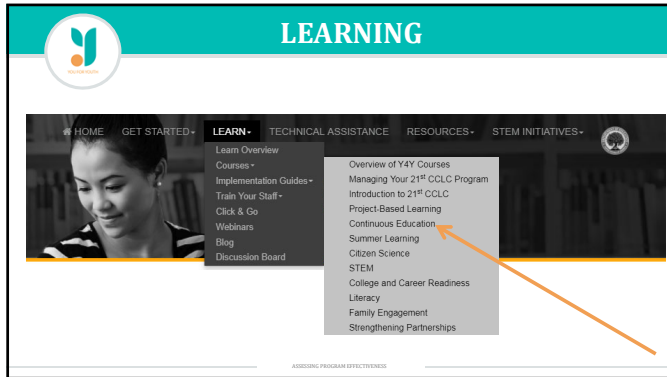 LEARNING
YOU FOR YOUTH
HOME GET STARTED LEARN TECHNICAL ASSISTANCE RESOURCES STEM INITIATIVES
Learn Overview
Courses
Implementation Guides
Train Your Staff
Click & Go
Webinars
Blog
Discussion Board
Overview of Y4Y Courses
Managing Your 21st CCLC Program
Introduction to 21st CCLC
Project-Based Learning
Continuous Education
Summer Learning
Citizen Science
STEM
College and Career Readiness
Literacy
Family Engagement
Strengthening Partnerships
ASSESSING PROGRAM EFFECTIVENESS